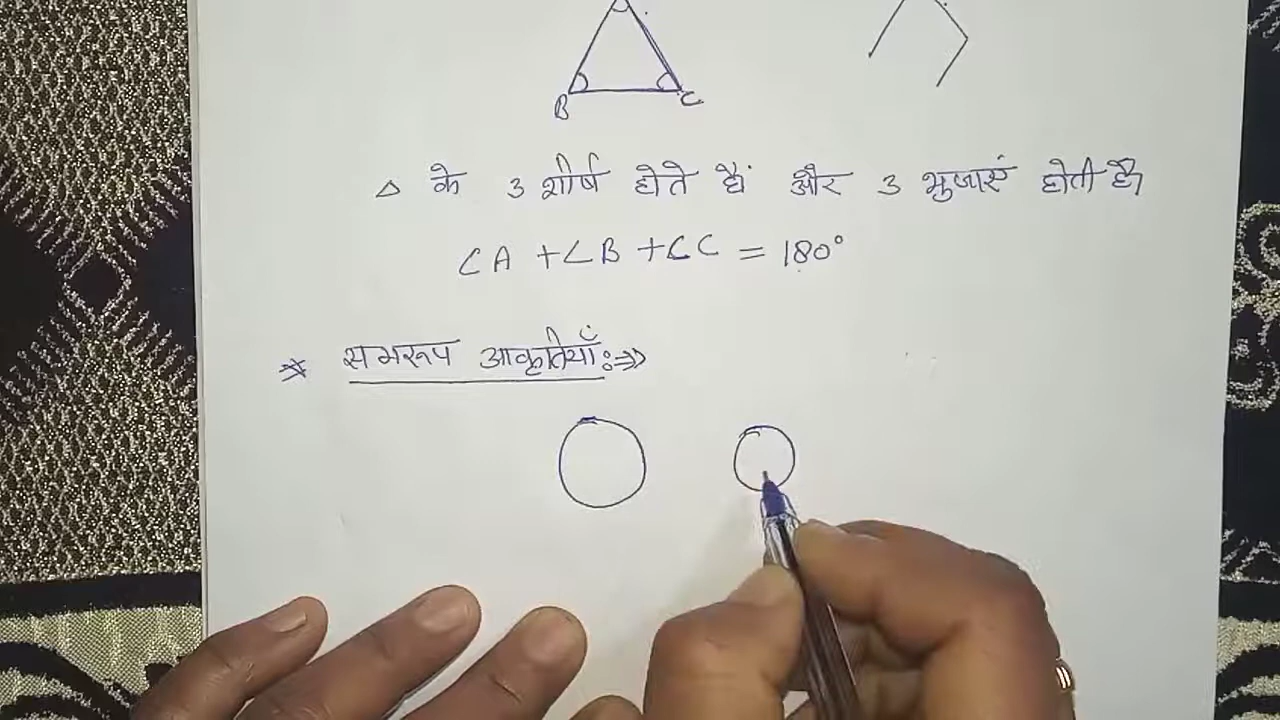 B C
△ के 3 शीर्ष होते हैं और 3 भुजाएं होती है
∠A + ∠B + ∠C = 180°
* समरूप आकृतियाँ :⇒